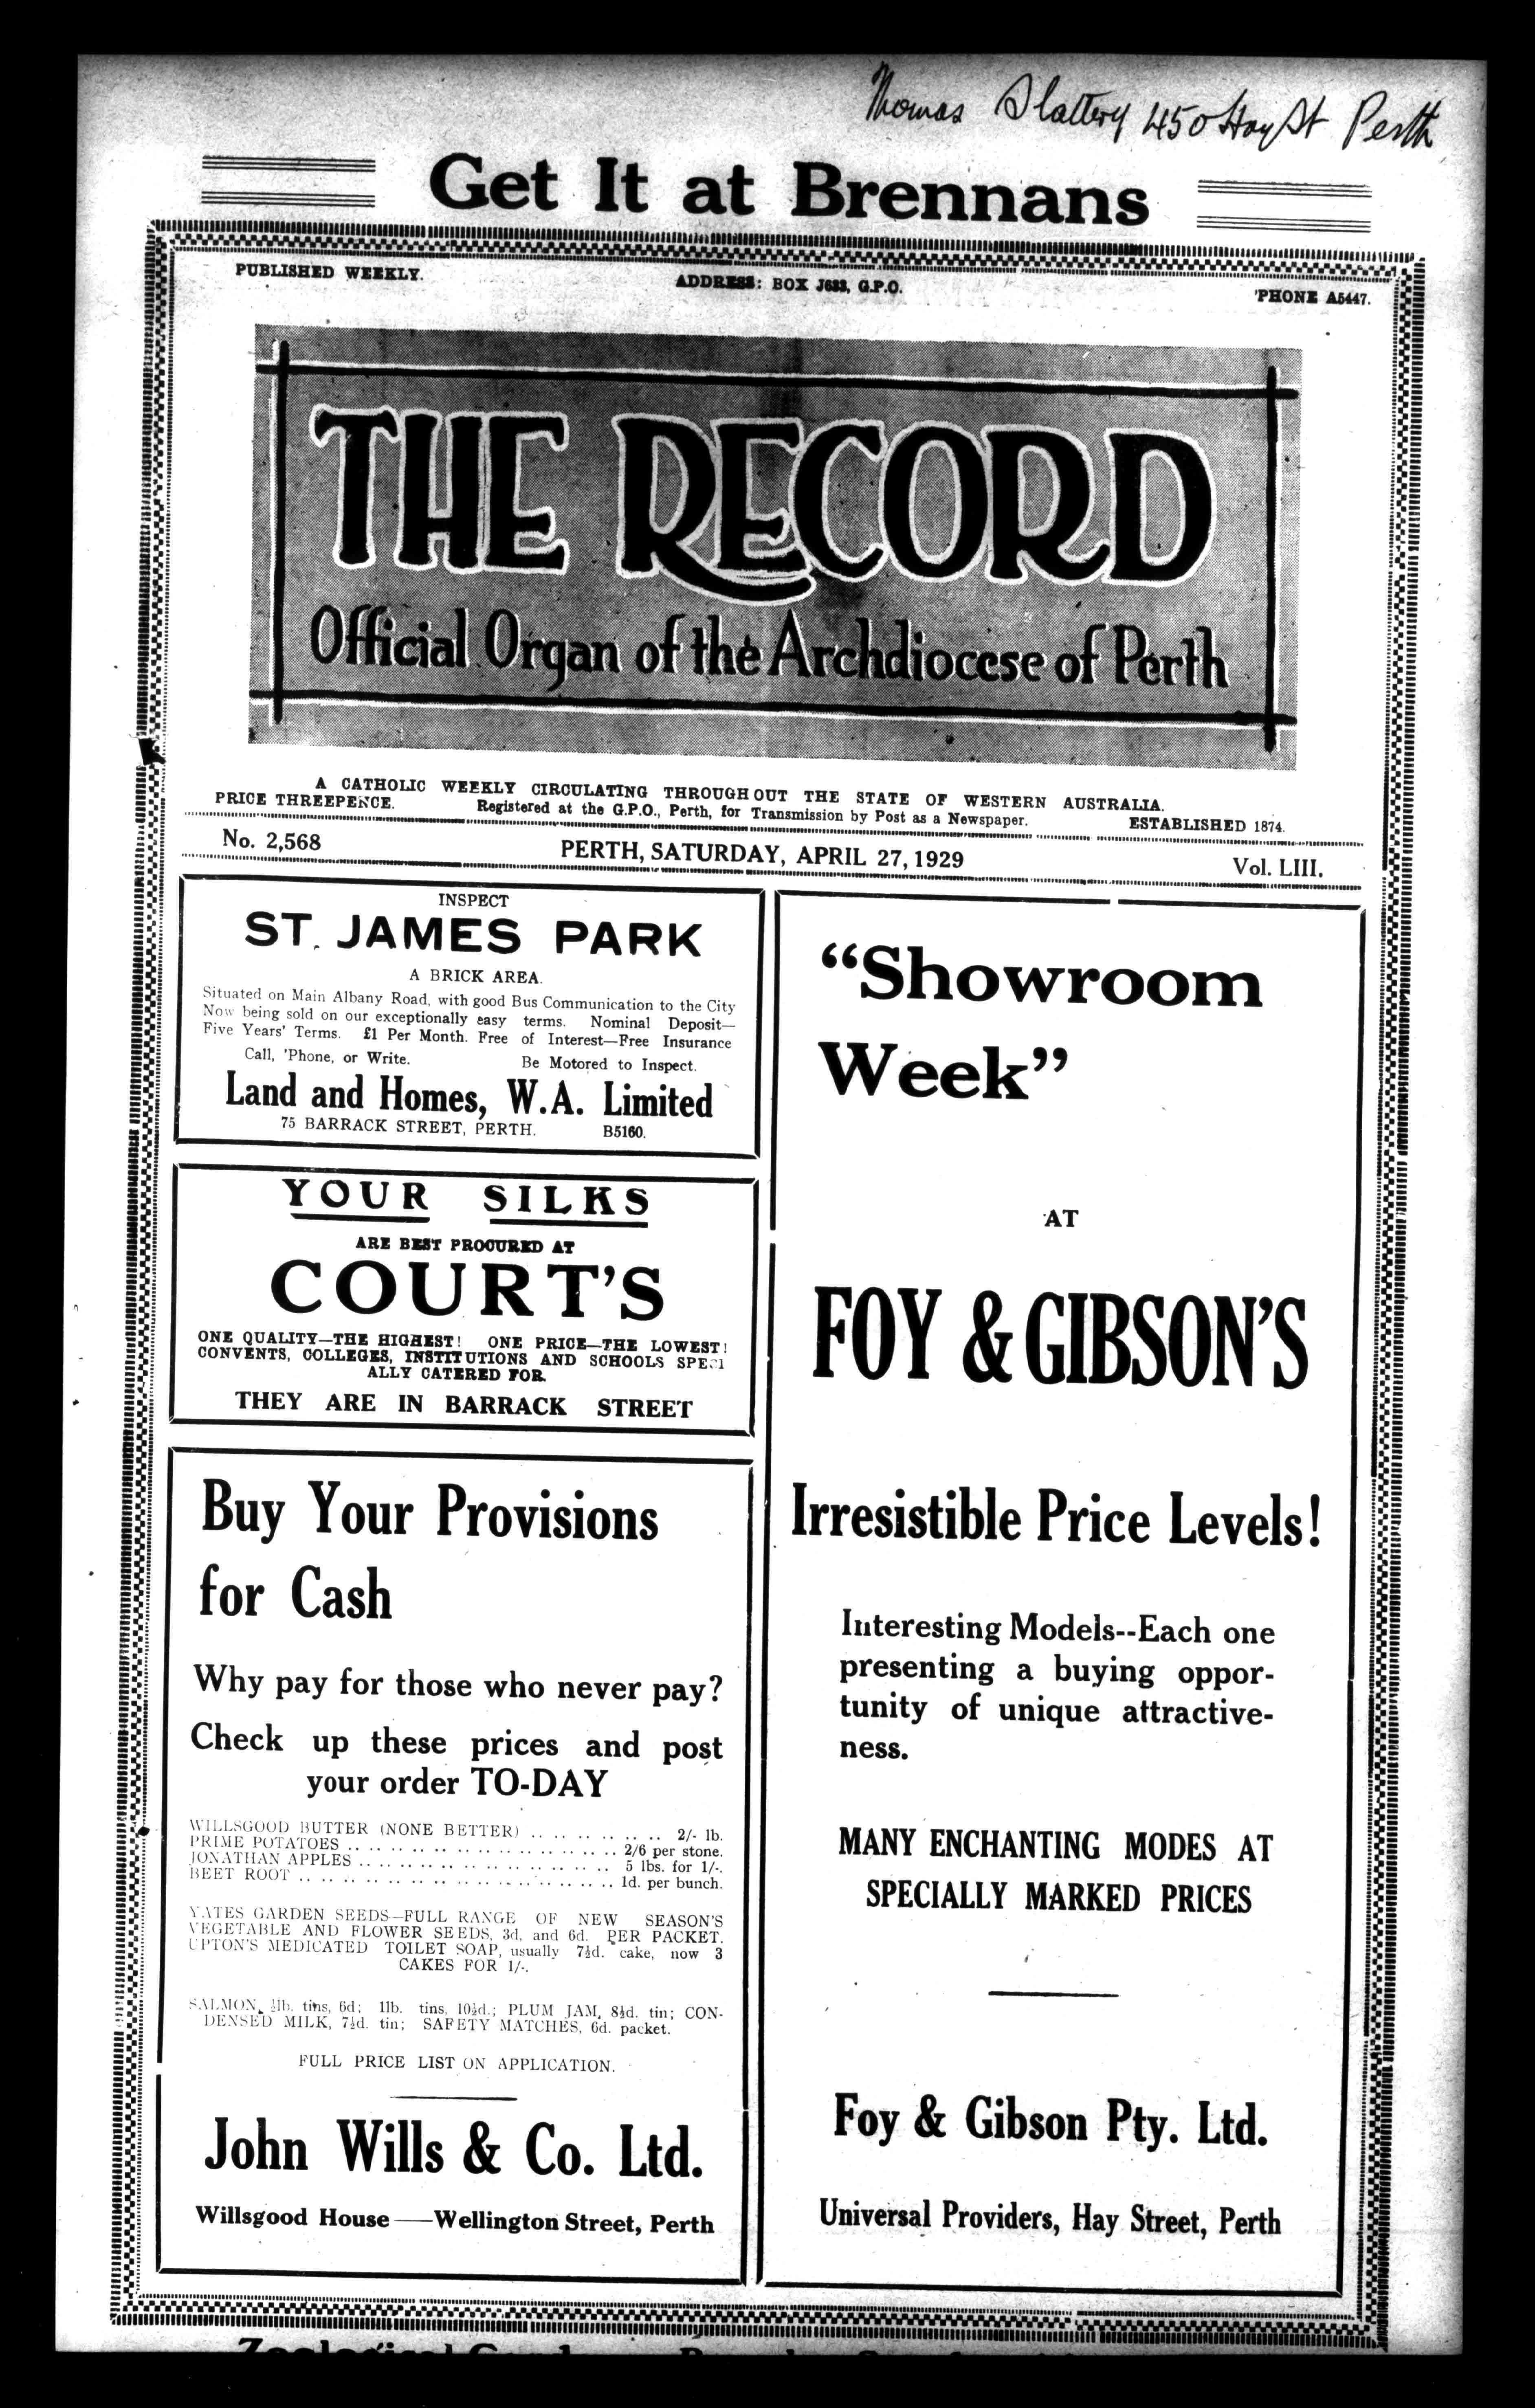 Thomas Slattery 450 Hay St Perth
Get It at Brennans
PUBLISHED WEEKLY.
ADDRESS: BOX J688, G.P.O.
'PHONE A5447.
THE RECORD
Official Organ of the Archdiocese of Perth
A CATHOLIC WEEKLY CIRCULATING THROUGHOUT THE STATE OF WESTERN AUSTRALIA.
PRICE THREEPENCE. Registered at the G.P.O., Perth, for Transmission by Post as a Newspaper. ESTABLISHED 1874.
No. 2,568 PERTH, SATURDAY, APRIL 27, 1929 Vol. LIII.
INSPECT
ST. JAMES PARK
A BRICK AREA.
Situated on Main Albany Road, with good Bus Communication to the City
Now being sold on our exceptionally easy terms. Nominal Deposit—
Five Years' Terms. £1 Per Month. Free of Interest—Free Insurance
Call, 'Phone, or Write. Be Motored to Inspect.
Land and Homes, W.A. Limited
75 BARRACK STREET, PERTH. B5160.
YOUR SILKS
ARE BEST PROCURED AT
COURT'S
ONE QUALITY—THE HIGHEST! ONE PRICE—THE LOWEST!
CONVENTS, COLLEGES, INSTITUTIONS AND SCHOOLS SPECI
ALLY CATERED FOR.
THEY ARE IN BARRACK STREET
Buy Your Provisions
for Cash
Why pay for those who never pay?
Check up these prices and post
your order TO-DAY
WILLSGOOD BUTTER (NONE BETTER) .. .. .. .. .. .. 2/- lb.
PRIME POTATOES .. .. .. .. .. .. .. .. .. .. .. .. 2/6 per stone.
JONATHAN APPLES .. .. .. .. .. .. .. .. .. .. .. 5 lbs. for 1/-.
BEET ROOT .. .. .. .. .. .. .. .. .. .. .. .. .. .. 1d. per bunch.
YATES GARDEN SEEDS—FULL RANGE OF NEW SEASON'S
VEGETABLE AND FLOWER SEEDS, 3d. and 6d. PER PACKET.
UPTON'S MEDICATED TOILET SOAP, usually 7½d. cake, now 3
CAKES FOR 1/-.
SALMON, ½lb. tins, 6d; 1lb. tins, 10½d.; PLUM JAM, 8½d. tin; CON-
DENSED MILK, 7½d. tin; SAFETY MATCHES, 6d. packet.
FULL PRICE LIST ON APPLICATION.
John Wills & Co. Ltd.
Willsgood House — Wellington Street, Perth
"Showroom
Week"
AT
FOY & GIBSON'S
Irresistible Price Levels!
Interesting Models--Each one
presenting a buying oppor-
tunity of unique attractive-
ness.
MANY ENCHANTING MODES AT
SPECIALLY MARKED PRICES
Foy & Gibson Pty. Ltd.
Universal Providers, Hay Street, Perth